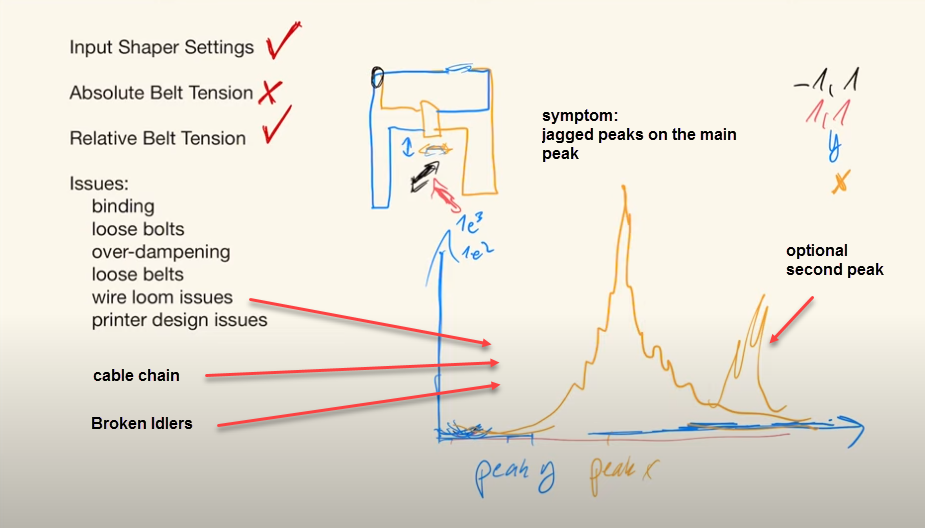 Input Shaper Settings
Absolute Belt Tension
Relative Belt Tension
Issues:
binding
loose bolts
over-dampening
loose belts
wire loom issues
printer design issues
cable chain
Broken Idlers
symptom:
jagged peaks on the main
peak
-1, 1
1, 1
y
x
optional
second peak
1e³
1e²
peak y peak x